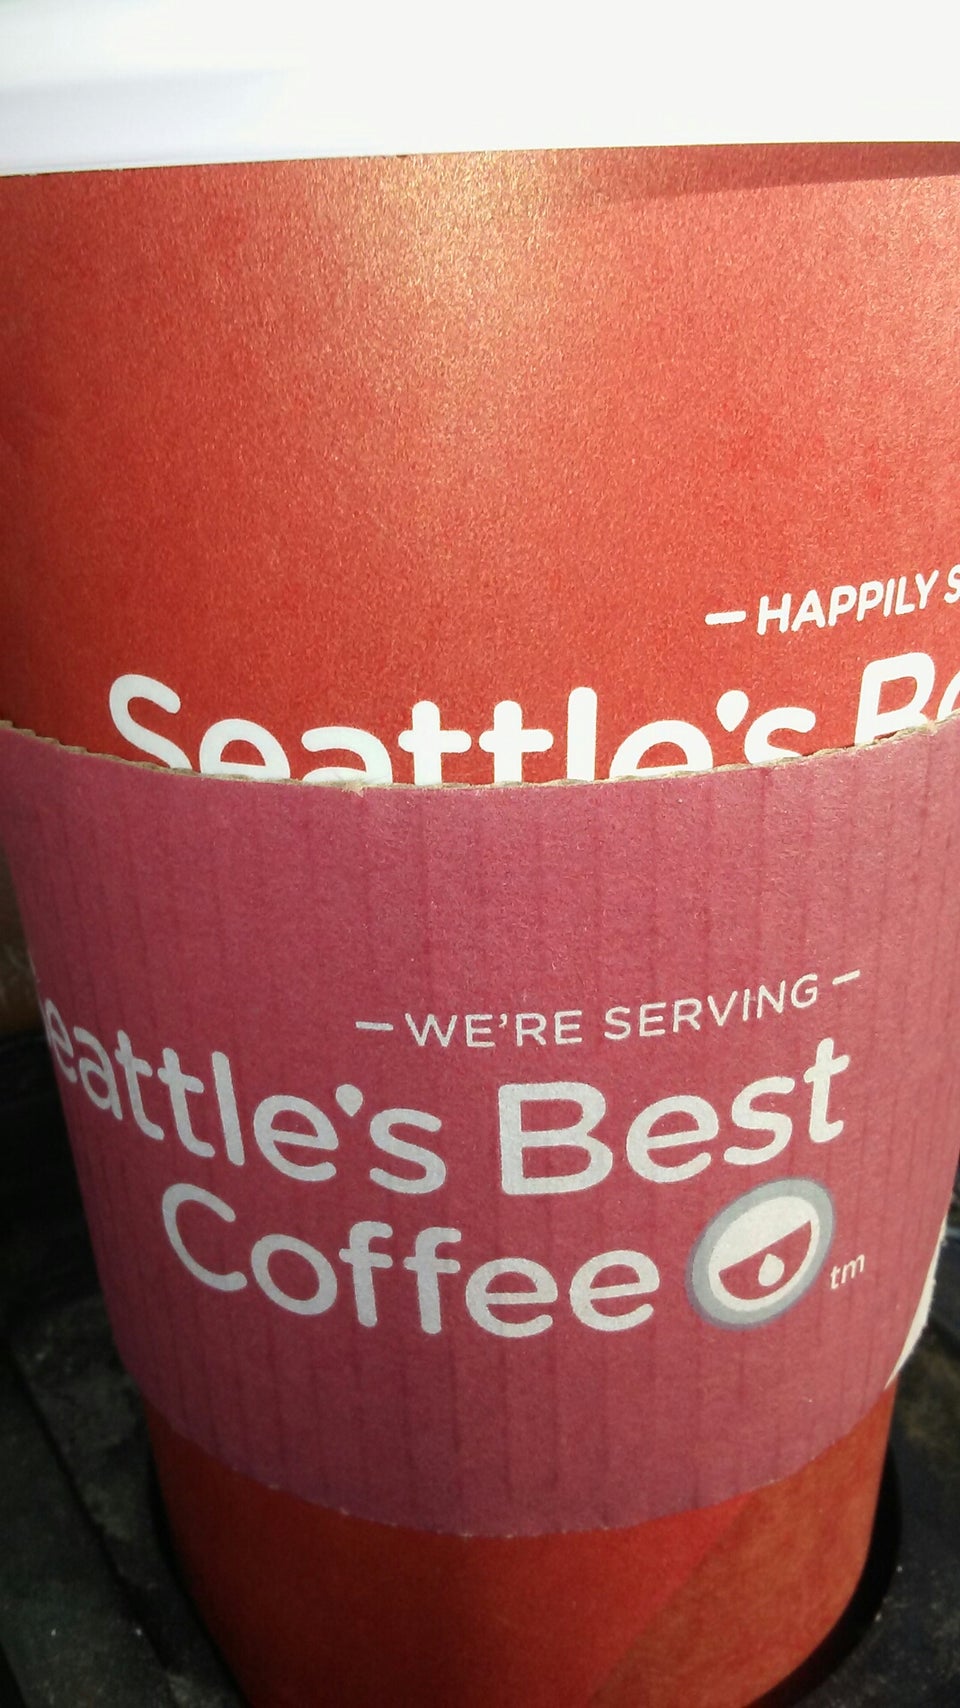 – HAPPILY
Seattle's
– WE'RE SERVING –
eattle's Best
Coffee tm